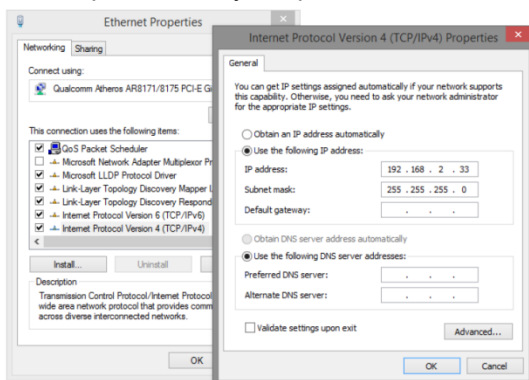 Ethernet Properties
Networking
Sharing
Connect using:
Qualcomm Atheros AR8171/8175 PCI-E Gi
This connection uses the following items:
QoS Packet Scheduler
Microsoft Network Adapter Multiplexor Pr
Microsoft LLDP Protocol Driver
Link-Layer Topology Discovery Mapper I
Link-Layer Topology Discovery Respond
Internet Protocol Version 6 (TCP/IPv6)
Internet Protocol Version 4 (TCP/IPv4)
Install...
Uninstall
Description
Transmission Control Protocol/Internet Protocol
wide area network protocol that provides comm
across diverse interconnected networks.
OK
Internet Protocol Version 4 (TCP/IPv4) Properties
General
You can get IP settings assigned automatically if your network supports
this capability. Otherwise, you need to ask your network administrator
for the appropriate IP settings.
Obtain an IP address automatically
Use the following IP address:
IP address:
192 . 168 . 2 . 33
Subnet mask:
255 . 255 . 255 . 0
Default gateway:
. . .
Obtain DNS server address automatically
Use the following DNS server addresses:
Preferred DNS server:
. . .
Alternate DNS server:
. . .
Validate settings upon exit
Advanced...
OK
Cancel